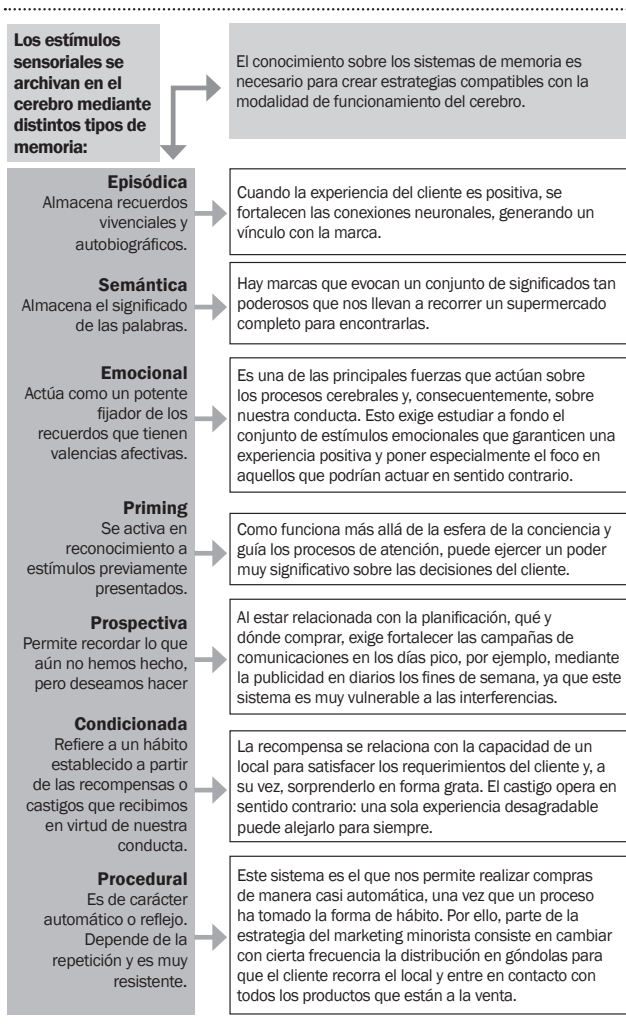 Los estímulos
sensoriales se
archivan en el
cerebro mediante
distintos tipos de
memoria:
El conocimiento sobre los sistemas de memoria es
necesario para crear estrategias compatibles con la
modalidad de funcionamiento del cerebro.
Episódica
Almacena recuerdos
vivenciales y
autobiográficos.
Cuando la experiencia del cliente es positiva, se
fortalecen las conexiones neuronales, generando un
vínculo con la marca.
Semántica
Almacena el significado
de las palabras.
Hay marcas que evocan un conjunto de significados tan
poderosos que nos llevan a recorrer un supermercado
completo para encontrarlas.
Emocional
Actúa como un potente
fijador de los
recuerdos que tienen
valencias afectivas.
Es una de las principales fuerzas que actúan sobre
los procesos cerebrales y, consecuentemente, sobre
nuestra conducta. Esto exige estudiar a fondo el
conjunto de estímulos emocionales que garanticen una
experiencia positiva y poner especialmente el foco en
aquellos que podrían actuar en sentido contrario.
Priming
Se activa en
reconocimiento a
estímulos previamente
presentados.
Como funciona más allá de la esfera de la conciencia y
guía los procesos de atención, puede ejercer un poder
muy significativo sobre las decisiones del cliente.
Prospectiva
Permite recordar lo que
aún no hemos hecho,
pero deseamos hacer
Al estar relacionada con la planificación, qué y
dónde comprar, exige fortalecer las campañas de
comunicaciones en los días pico, por ejemplo, mediante
la publicidad en diarios los fines de semana, ya que este
sistema es muy vulnerable a las interferencias.
Condicionada
Refiere a un hábito
establecido a partir
de las recompensas o
castigos que recibimos
en virtud de nuestra
conducta.
La recompensa se relaciona con la capacidad de un
local para satisfacer los requerimientos del cliente y, a
su vez, sorprenderlo en forma grata. El castigo opera en
sentido contrario: una sola experiencia desagradable
puede alejarlo para siempre.
Procedural
Es de carácter
automático o reflejo.
Depende de la
repetición y es muy
resistente.
Este sistema es el que nos permite realizar compras
de manera casi automática, una vez que un proceso
ha tomado la forma de hábito. Por ello, parte de la
estrategia del marketing minorista consiste en cambiar
con cierta frecuencia la distribución en góndolas para
que el cliente recorra el local y entre en contacto con
todos los productos que están a la venta.